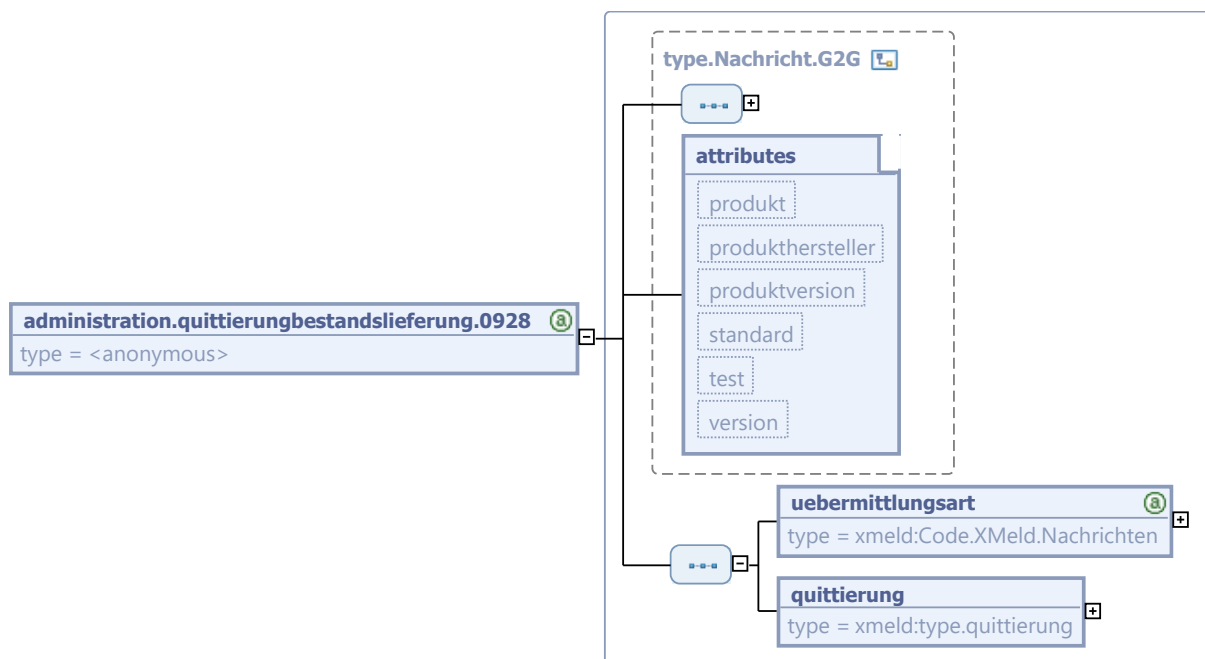 type.Nachricht.G2G
attributes
produkt
produkthersteller
produktversion
standard
test
version
administration.quittierungbestandslieferung.0928
type = <anonymous>
uebermittlungsart
type = xmeld:Code.XMeld.Nachrichten
quittierung
type = xmeld:type.quittierung